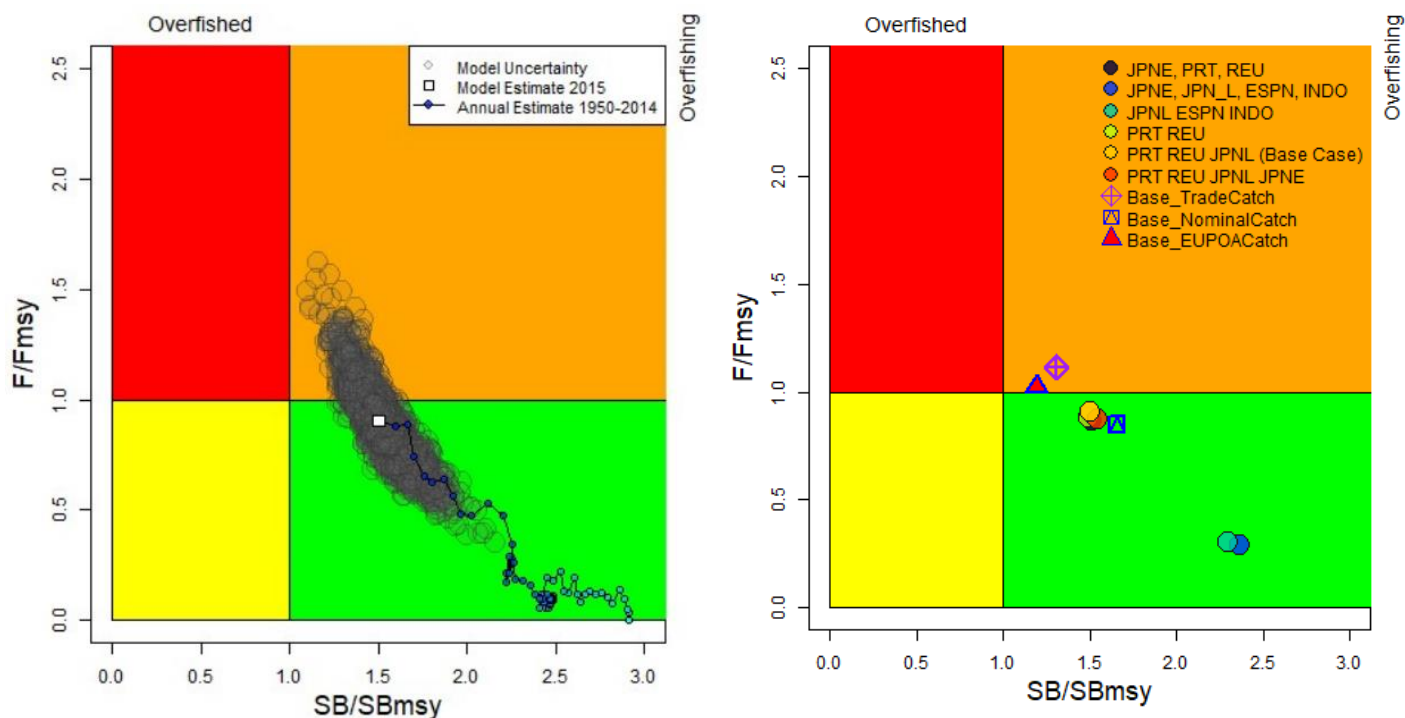 Overfished
Overfishing
Model Uncertainty
Model Estimate 2015
Annual Estimate 1950-2014
F/Fmsy
2.5
2.0
1.5
1.0
0.5
0.0
0.0 0.5 1.0 1.5 2.0 2.5 3.0
SB/SBmsy
Overfished
Overfishing
JPNE, PRT, REU
JPNE, JPN_L, ESPN, INDO
JPNL ESPN INDO
PRT REU
PRT REU JPNL (Base Case)
PRT REU JPNL JPNE
Base_TradeCatch
Base_NominalCatch
Base_EUPOACatch
F/Fmsy
2.5
2.0
1.5
1.0
0.5
0.0
0.0 0.5 1.0 1.5 2.0 2.5 3.0
SB/SBmsy